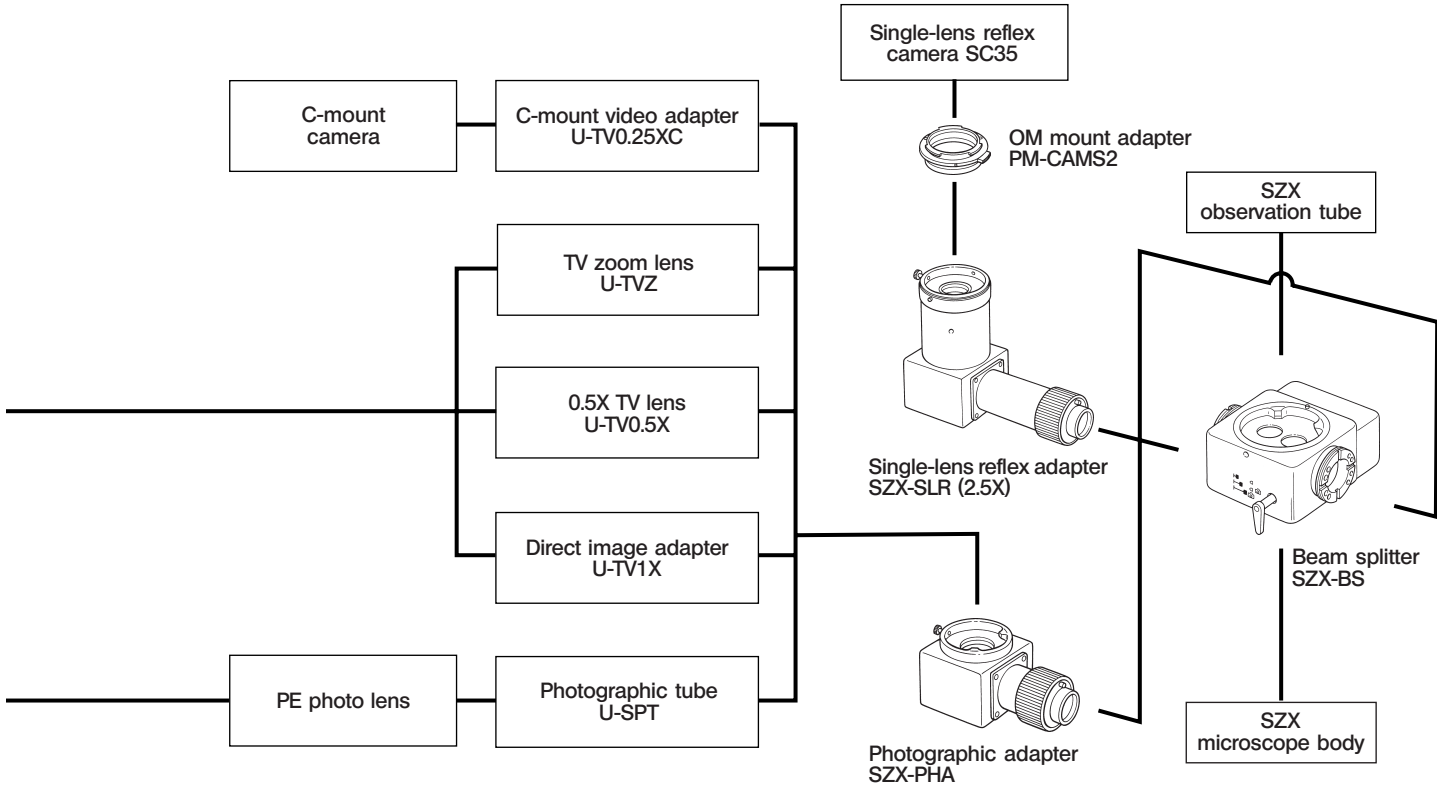 Single-lens reflex
camera SC35
C-mount
camera
C-mount video adapter
U-TV0.25XC
OM mount adapter
PM-CAMS2
SZX
observation tube
TV zoom lens
U-TVZ
0.5X TV lens
U-TV0.5X
Single-lens reflex adapter
SZX-SLR (2.5X)
Direct image adapter
U-TV1X
Beam splitter
SZX-BS
PE photo lens
Photographic tube
U-SPT
Photographic adapter
SZX-PHA
SZX
microscope body